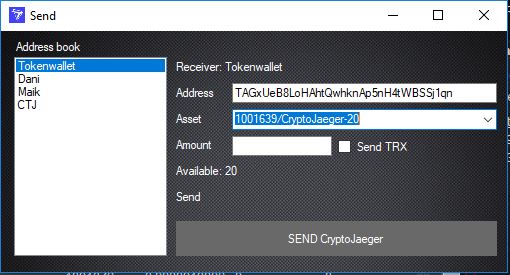 Send
Address book
Tokenwallet
Dani
Maik
CTJ
Receiver: Tokenwallet
Address TAGxUeB8LoHAhtQwhknAp5nH4tWBSSj1qn
Asset 1001639/CryptoJaeger-20
Amount Send TRX
Available: 20
Send
SEND CryptoJaeger